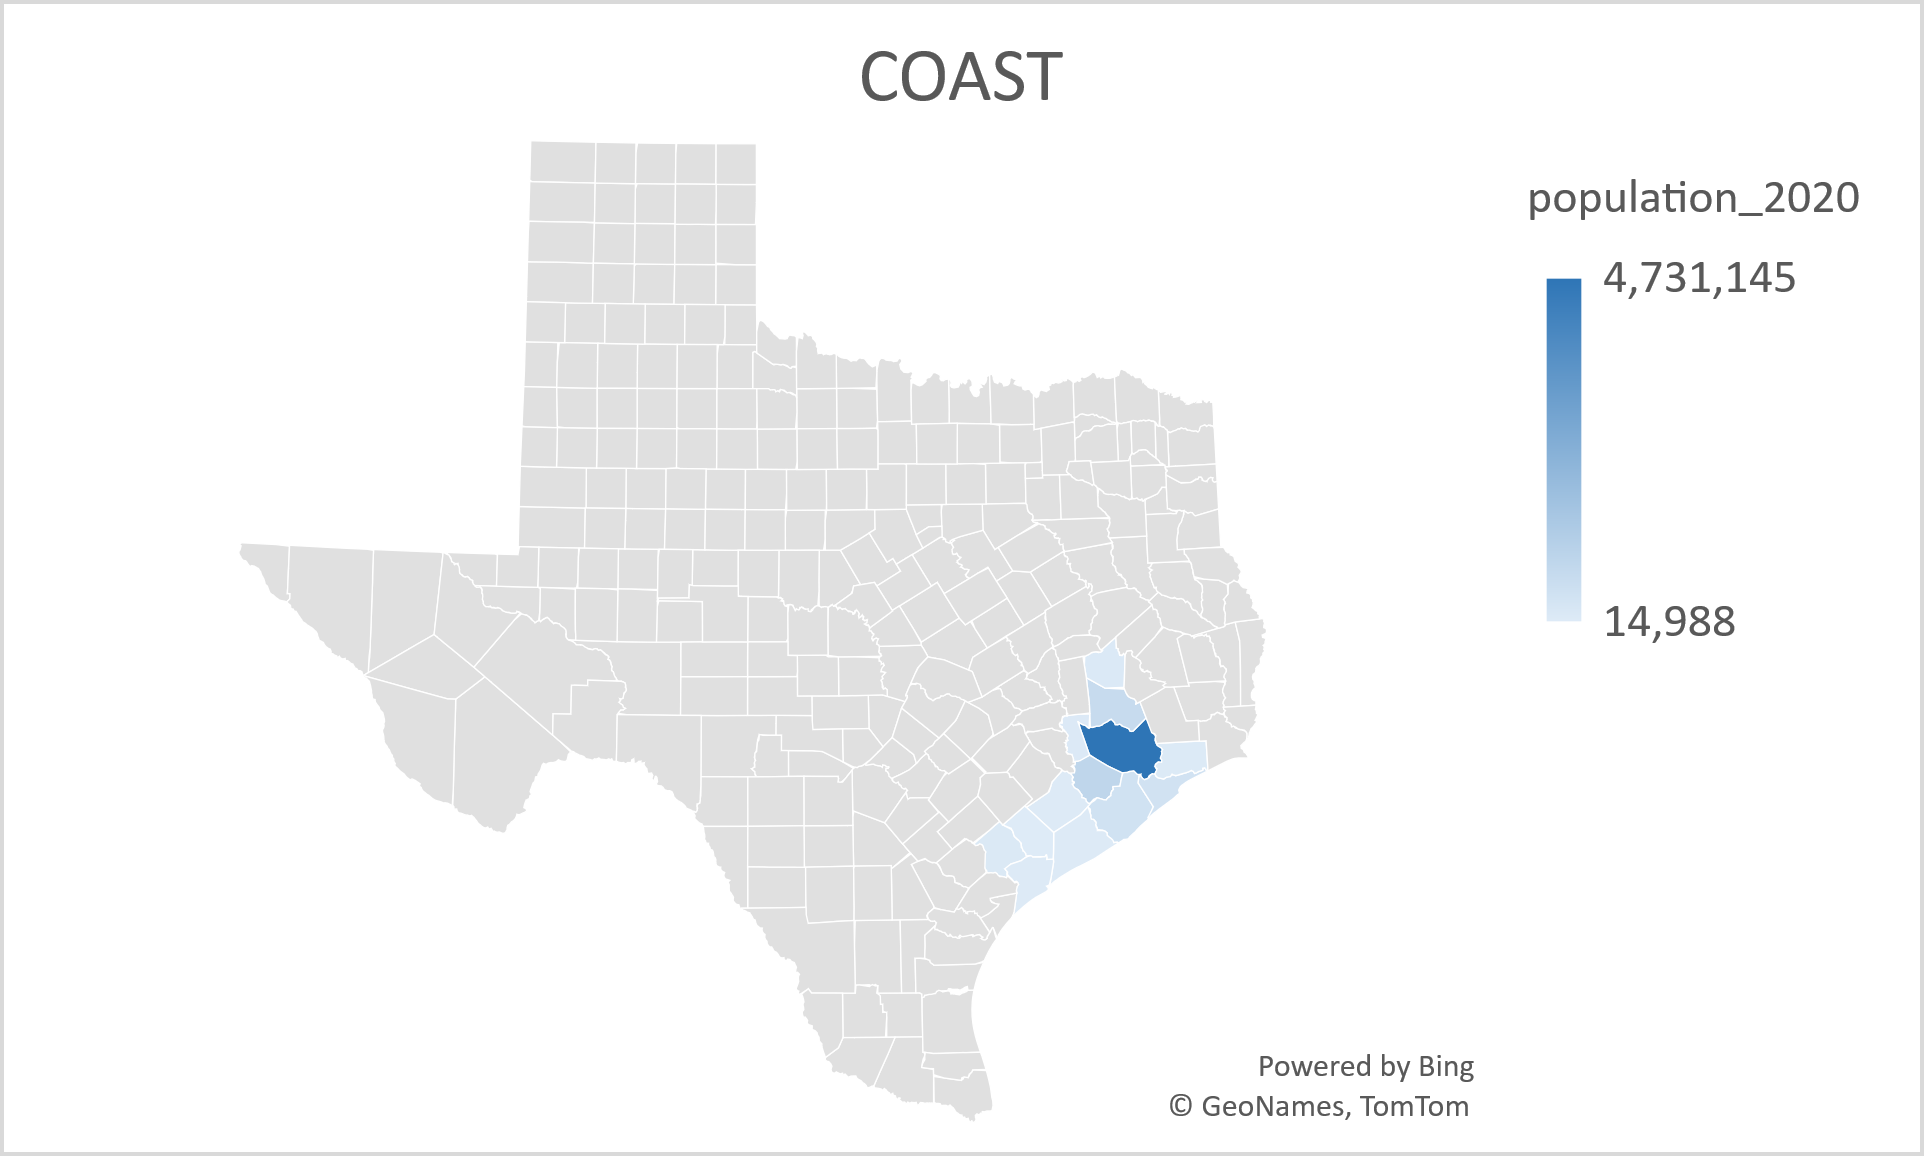 COAST
population_2020
4,731,145
14,988
Powered by Bing
© GeoNames, TomTom